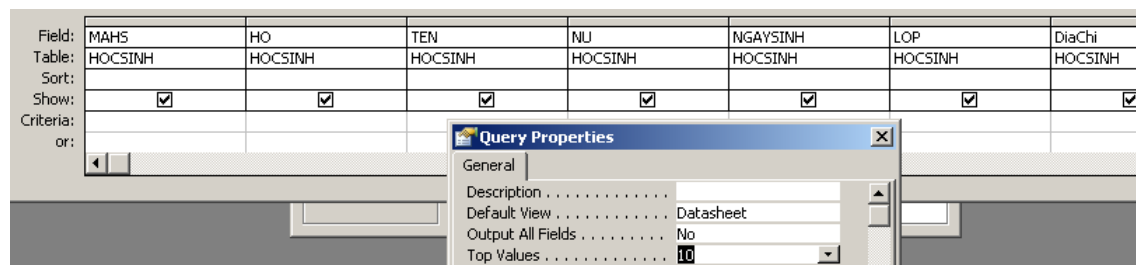 Field: MAHS HO TEN NU NGAYSINH LOP DiaChi
Table: HOCSINH HOCSINH HOCSINH HOCSINH HOCSINH HOCSINH HOCSINH
Sort:
Show:
Criteria:
or:
Query Properties
General
Description . . . . . . . . . . . . .
Default View . . . . . . . . . . . . Datasheet
Output All Fields . . . . . . . . . No
Top Values . . . . . . . . . . . . . 10